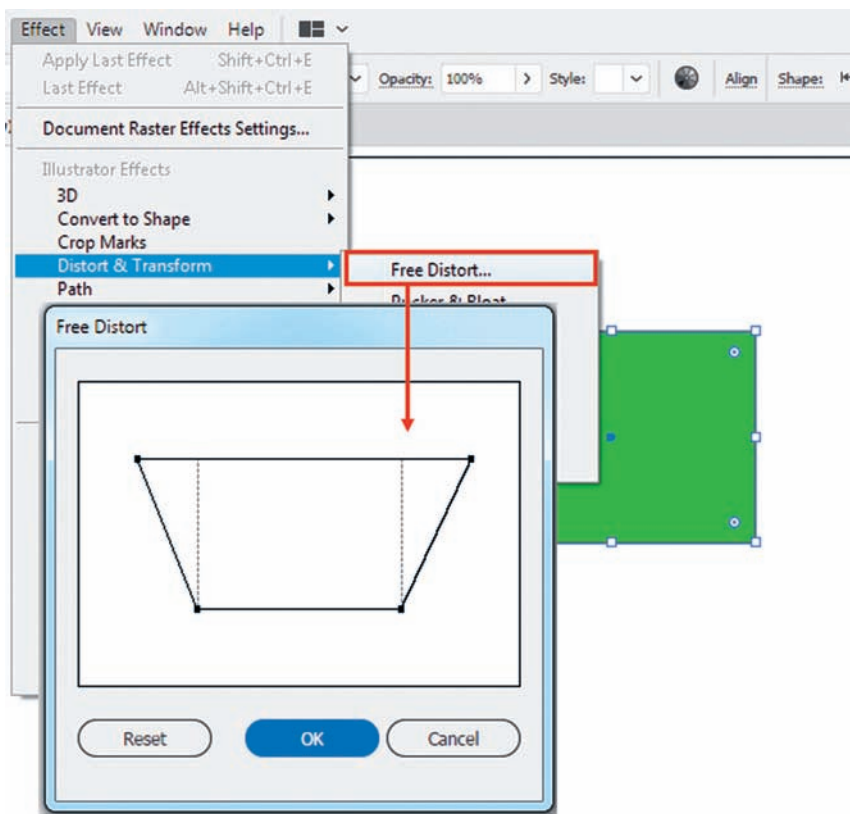 Effect View Window Help
Apply Last Effect Shift+Ctrl+E
Last Effect Alt+Shift+Ctrl+E
Opacity: 100% Style: Align Shape:
Document Raster Effects Settings...
Illustrator Effects
3D
Convert to Shape
Crop Marks
Distort & Transform
Free Distort...
Path
Free Distort
Reset OK Cancel